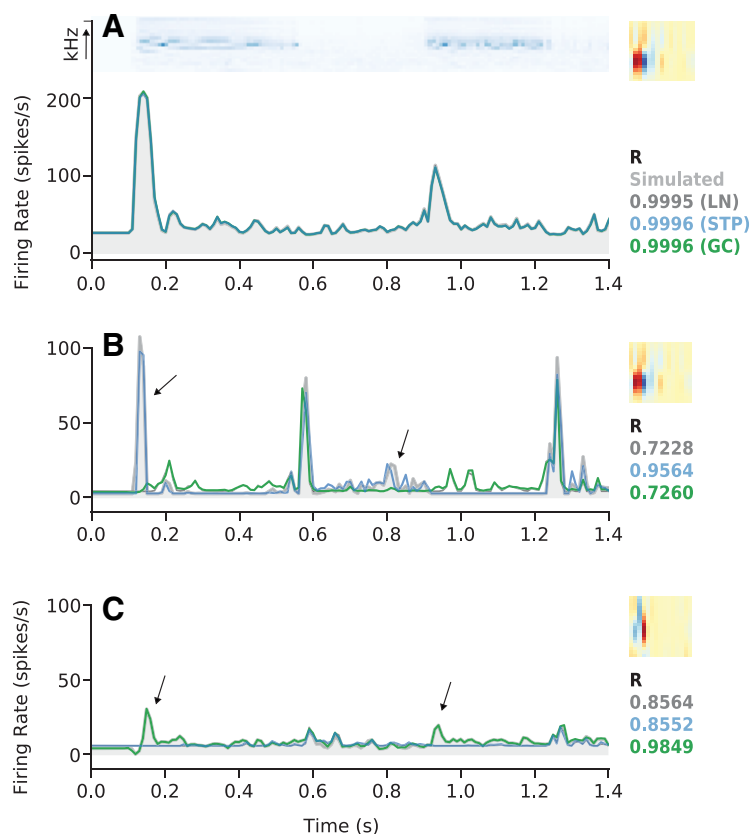 A
kHz
Firing Rate (spikes/s)
200
100
0
0.0 0.2 0.4 0.6 0.8 1.0 1.2 1.4
R
Simulated
0.9995 (LN)
0.9996 (STP)
0.9996 (GC)
B
100
50
0
0.0 0.2 0.4 0.6 0.8 1.0 1.2 1.4
R
0.7228
0.9564
0.7260
C
Firing Rate (spikes/s)
100
50
0
0.0 0.2 0.4 0.6 0.8 1.0 1.2 1.4
Time (s)
R
0.8564
0.8552
0.9849